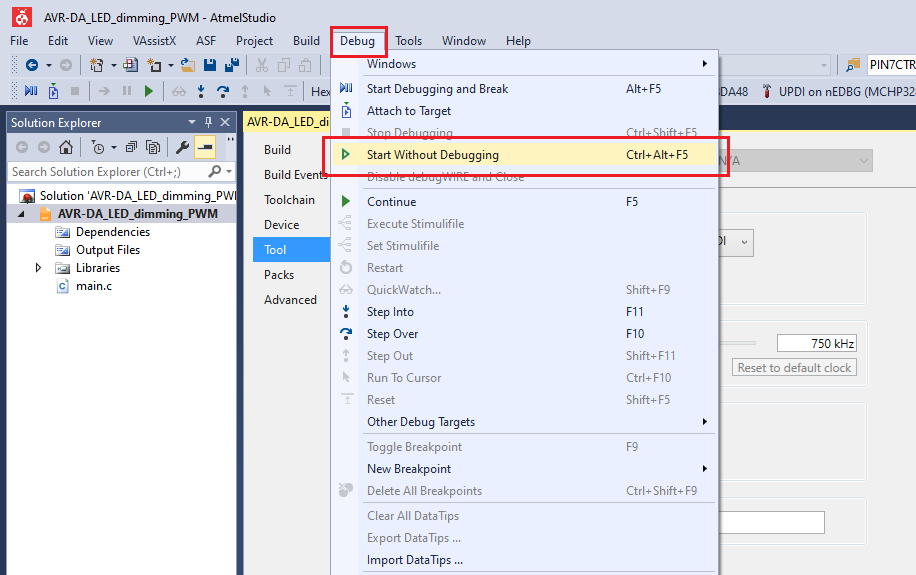 AVR-DA_LED_dimming_PWM - AtmelStudio
File Edit View VAssistX ASF Project Build Debug Tools Window Help
PIN7CTR
Hex
DA48 UPDI on nEDBG (MCHP323
Solution Explorer
Search Solution Explorer (Ctrl+;)
Solution 'AVR-DA_LED_dimming_PWI
AVR-DA_LED_dimming_PWM
Dependencies
Output Files
Libraries
main.c
AVR-DA_LED_di
Build
Build Events
Toolchain
Device
Tool
Packs
Advanced
Windows
Start Debugging and Break Alt+F5
Attach to Target
Stop Debugging Ctrl+Shift+F5
Start Without Debugging Ctrl+Alt+F5
Disable debugWIRE and Close
Continue F5
Execute Stimulifile
Set Stimulifile
Restart
QuickWatch... Shift+F9
Step Into F11
Step Over F10
Step Out Shift+F11
Run To Cursor Ctrl+F10
Reset Shift+F5
Other Debug Targets
Toggle Breakpoint F9
New Breakpoint
Delete All Breakpoints Ctrl+Shift+F9
Clear All DataTips
Export DataTips ...
Import DataTips ...
750 kHz
Reset to default clock